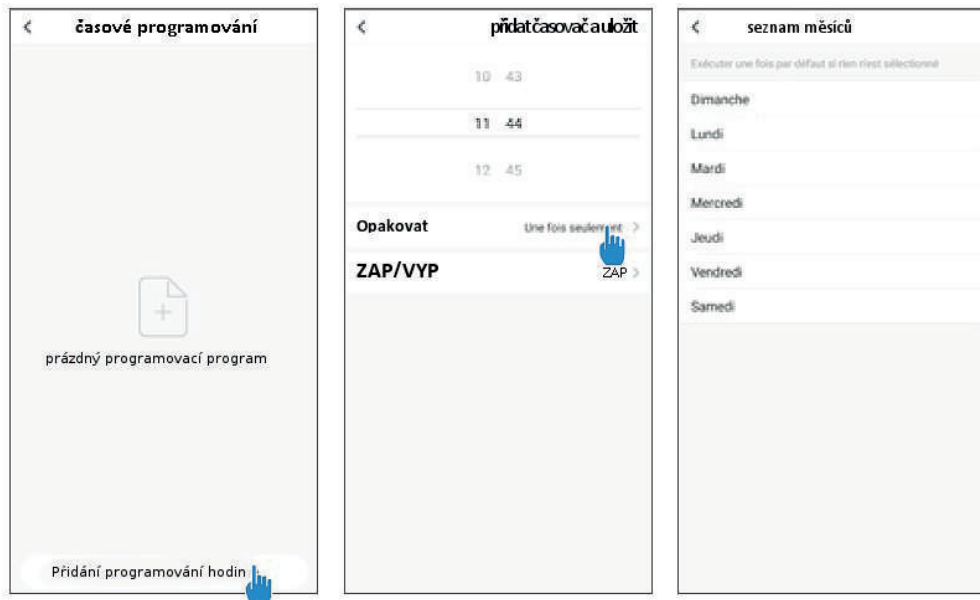 časové programování
prázdný programovací program
Přidání programování hodin
přidat časovač a uložit
10 43
11 44
12 45
Opakovat Une fois seulement
ZAP/VYP ZAP
seznam měsíců
Exécuter une fois par défaut si rien n'est sélectionné
Dimanche
Lundi
Mardi
Mercredi
Jeudi
Vendredi
Samedi